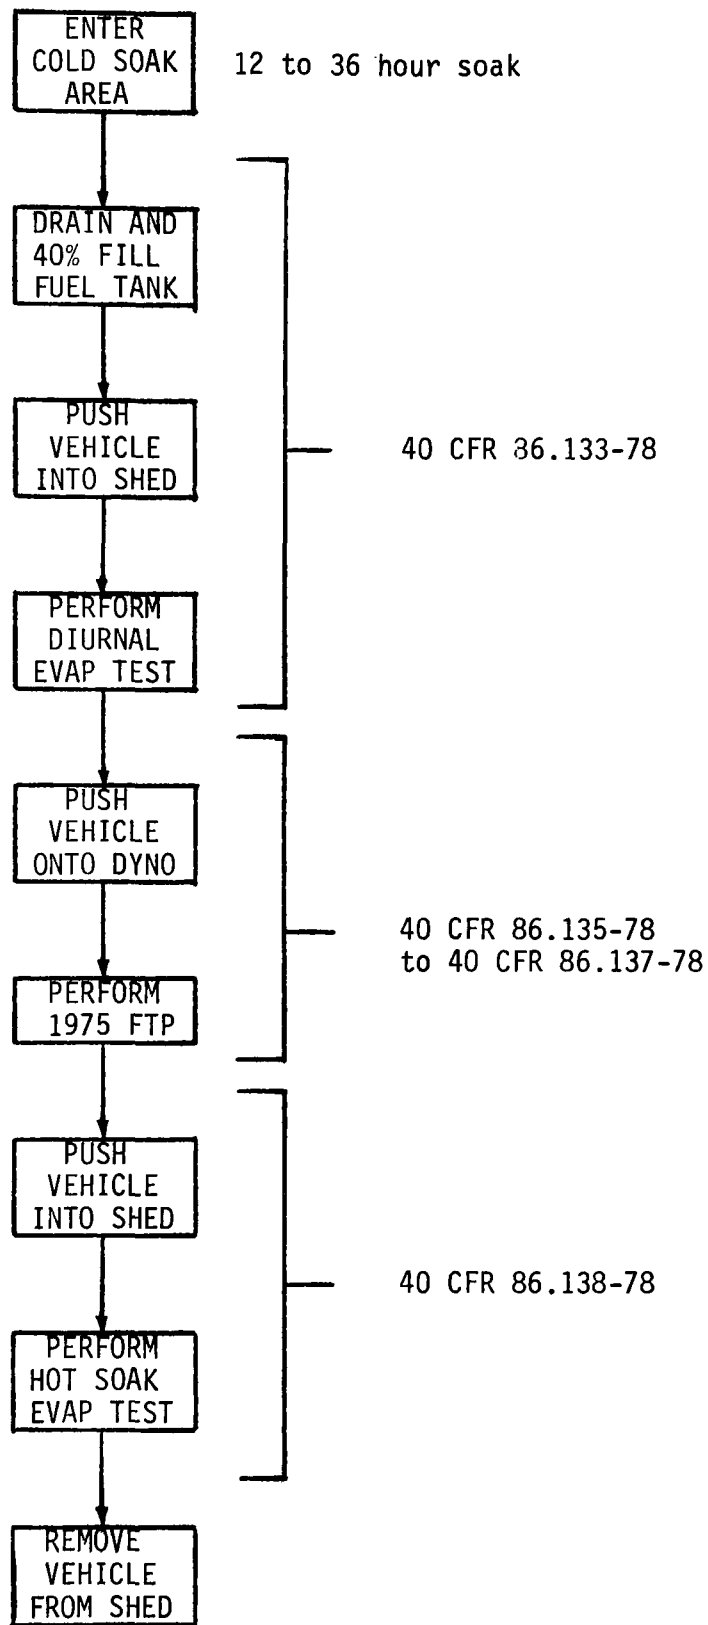 ENTER
COLD SOAK
AREA
12 to 36 hour soak
DRAIN AND
40% FILL
FUEL TANK
PUSH
VEHICLE
INTO SHED
40 CFR 86.133-78
PERFORM
DIURNAL
EVAP TEST
PUSH
VEHICLE
ONTO DYNO
40 CFR 86.135-78
to 40 CFR 86.137-78
PERFORM
1975 FTP
PUSH
VEHICLE
INTO SHED
40 CFR 86.138-78
PERFORM
HOT SOAK
EVAP TEST
REMOVE
VEHICLE
FROM SHED